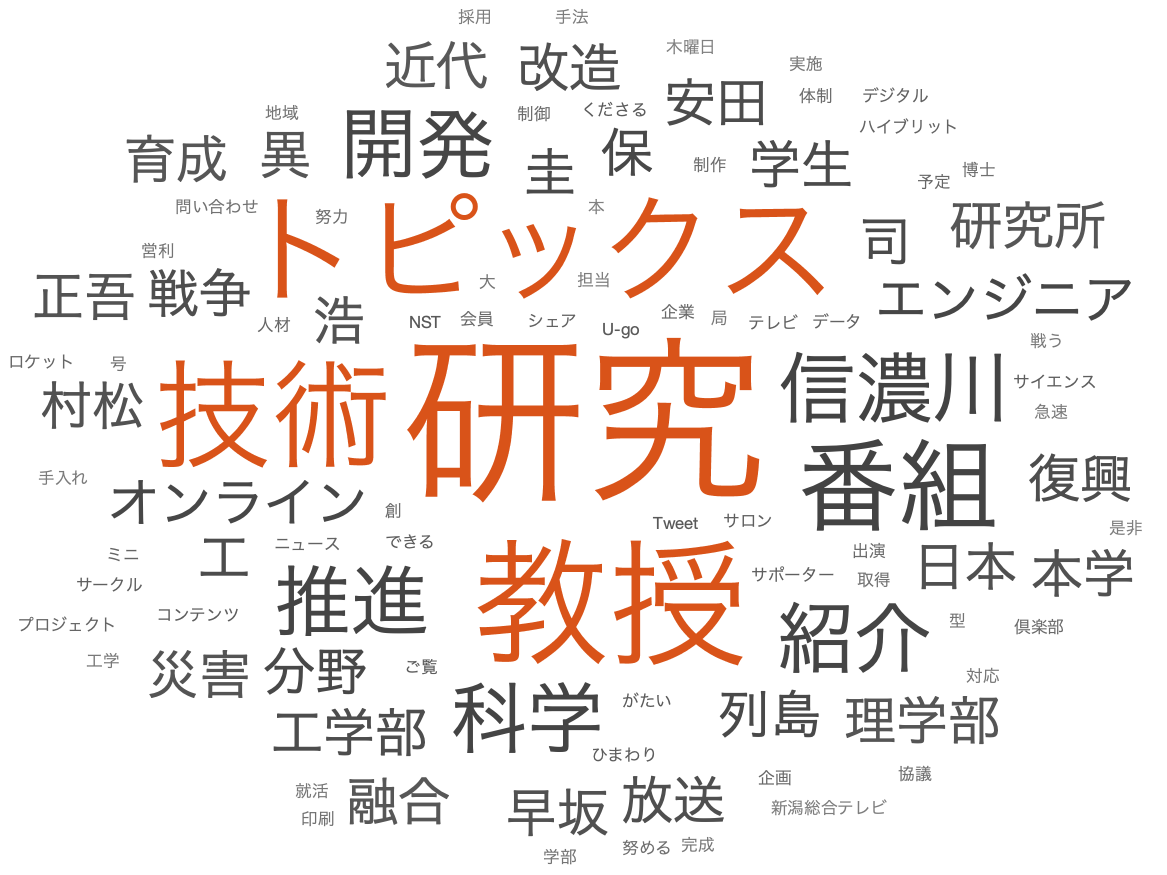 採用 手法
近代 改造 木曜日
実施
安田 体制 デジタル
地域 制御 くださる ハイブリット
育成 異 開発 圭 保 制作 学生 予定 博士
問い合わせ 努力 本
トピックス 司 研究所
営利
正吾 戦争 大 担当 エンジニア
人材 浩 NST 会員 シェア U-go 企業 局 テレビ データ
戦う
ロケット 号 サイエンス
村松 技術 研究 信濃川 急速
手入れ 番組 復興
オンライン 創 Tweet サロン 是非
ミニ 工 ニュース できる 出演 日本 本学
サークル サポーター 取得
プロジェクト コンテンツ 推進 教授 紹介 型 倶楽部
工学 災害 分野 ご覧 対応
工学部 科学 がたい 列島 理学部
ひまわり
就活 融合 企画 協議
印刷 早坂 放送 新潟総合テレビ
学部 努める 完成